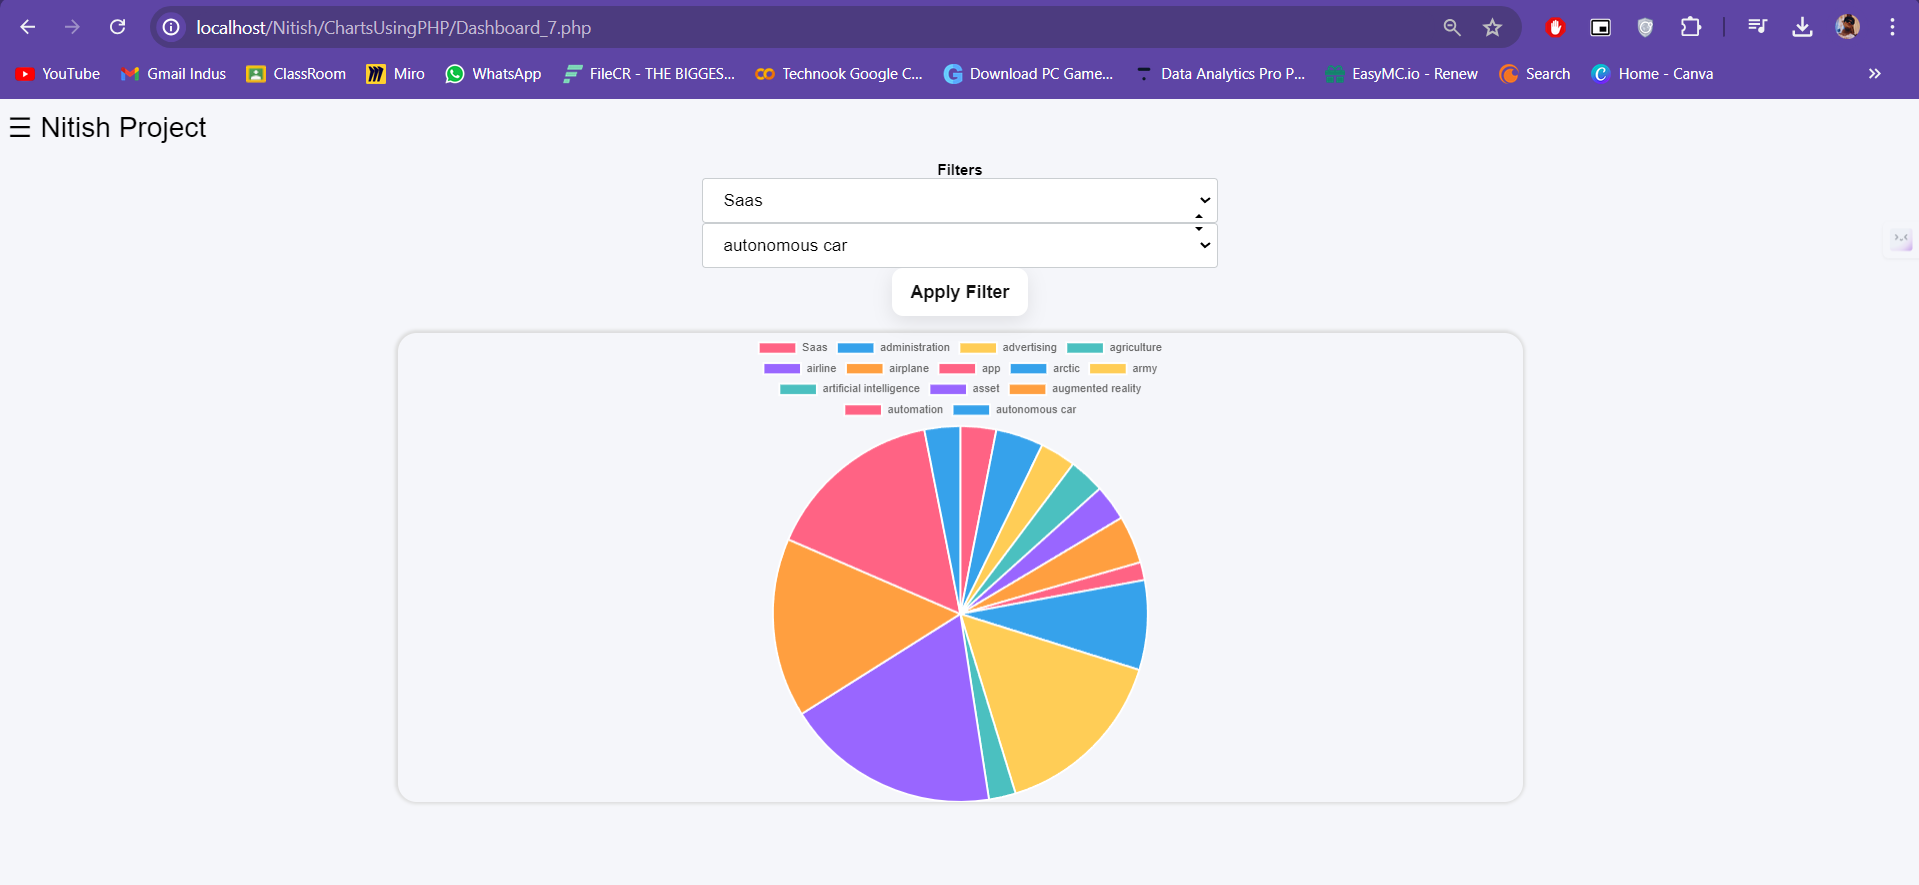 localhost/Nitish/ChartsUsingPHP/Dashboard_7.php
YouTube Gmail Indus ClassRoom Miro WhatsApp FileCR - THE BIGGES... Technook Google C... Download PC Game... Data Analytics Pro P... EasyMC.io - Renew Search Home - Canva »
☰ Nitish Project
Filters
Saas
autonomous car
Apply Filter
Saas administration advertising agriculture
airline airplane app arctic army
artificial intelligence asset augmented reality
automation autonomous car